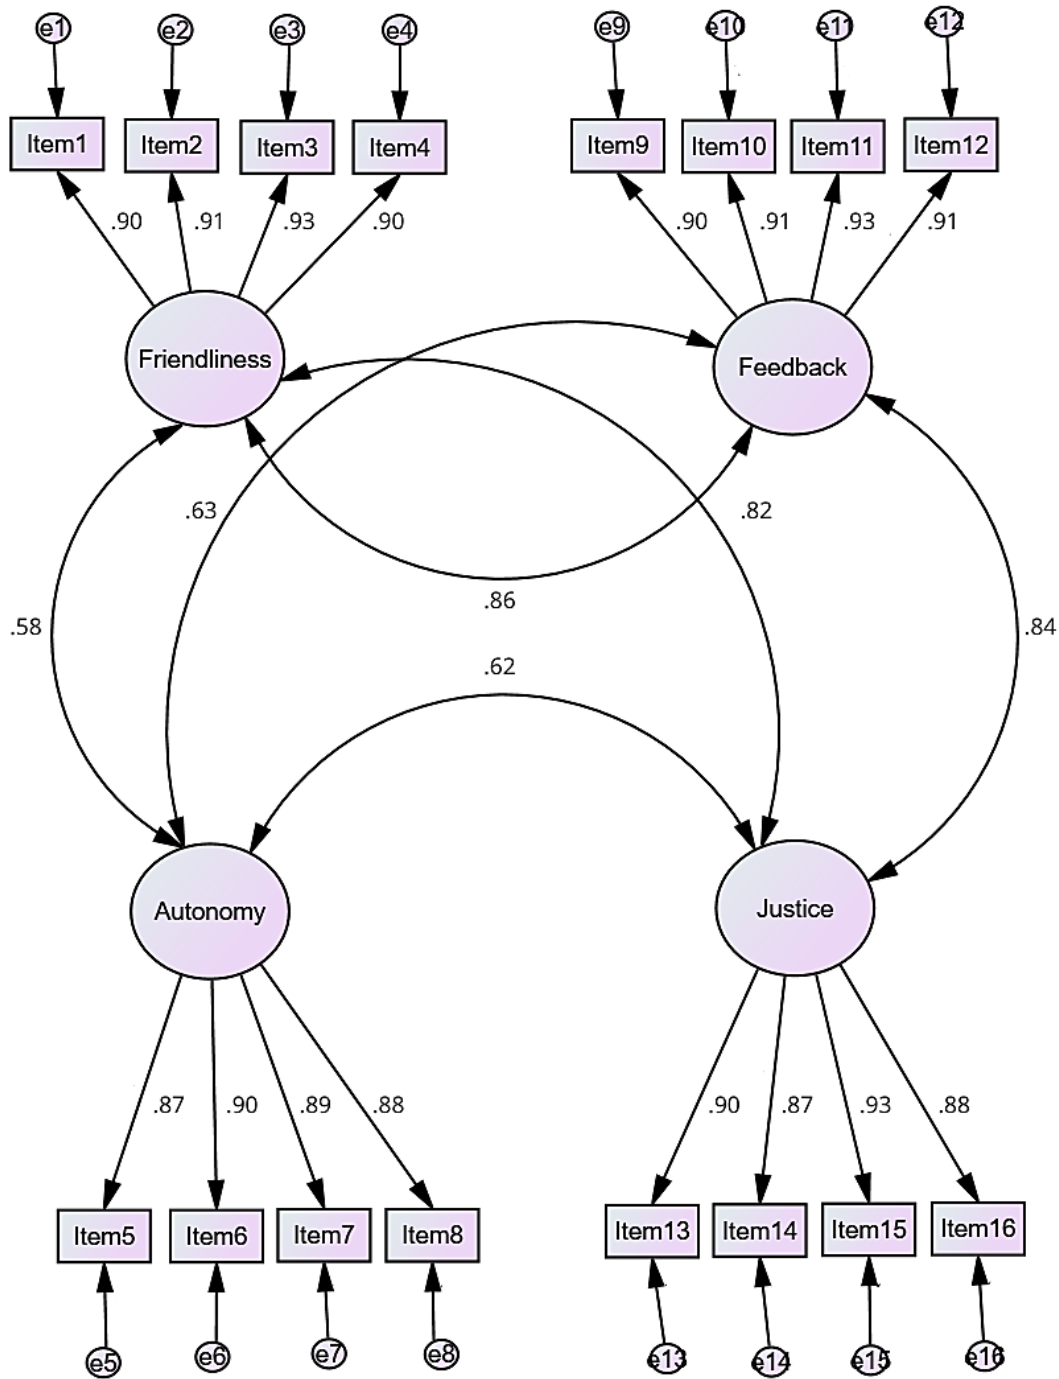 e1 e2 e3 e4 e9 e10 e11 e12
Item1 Item2 Item3 Item4 Item9 Item10 Item11 Item12
.90 .91 .93 .90 .90 .91 .93 .91
Friendliness Feedback
.63 .82
.86
.58 .84
.62
Autonomy Justice
.87 .90 .89 .88 .90 .87 .93 .88
Item5 Item6 Item7 Item8 Item13 Item14 Item15 Item16
e5 e6 e7 e8 e13 e14 e15 e16